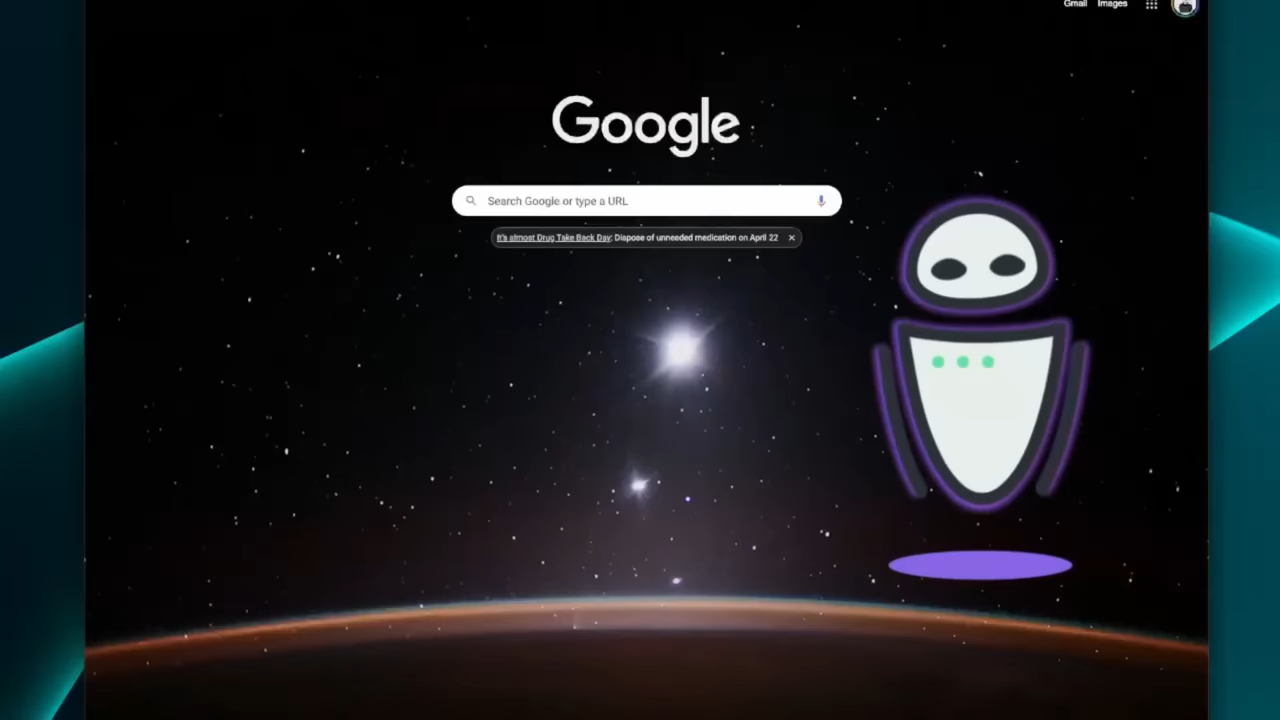 Gmail Images
Google
Search Google or type a URL
It's almost Drug Take Back Day: Dispose of unneeded medication on April 22